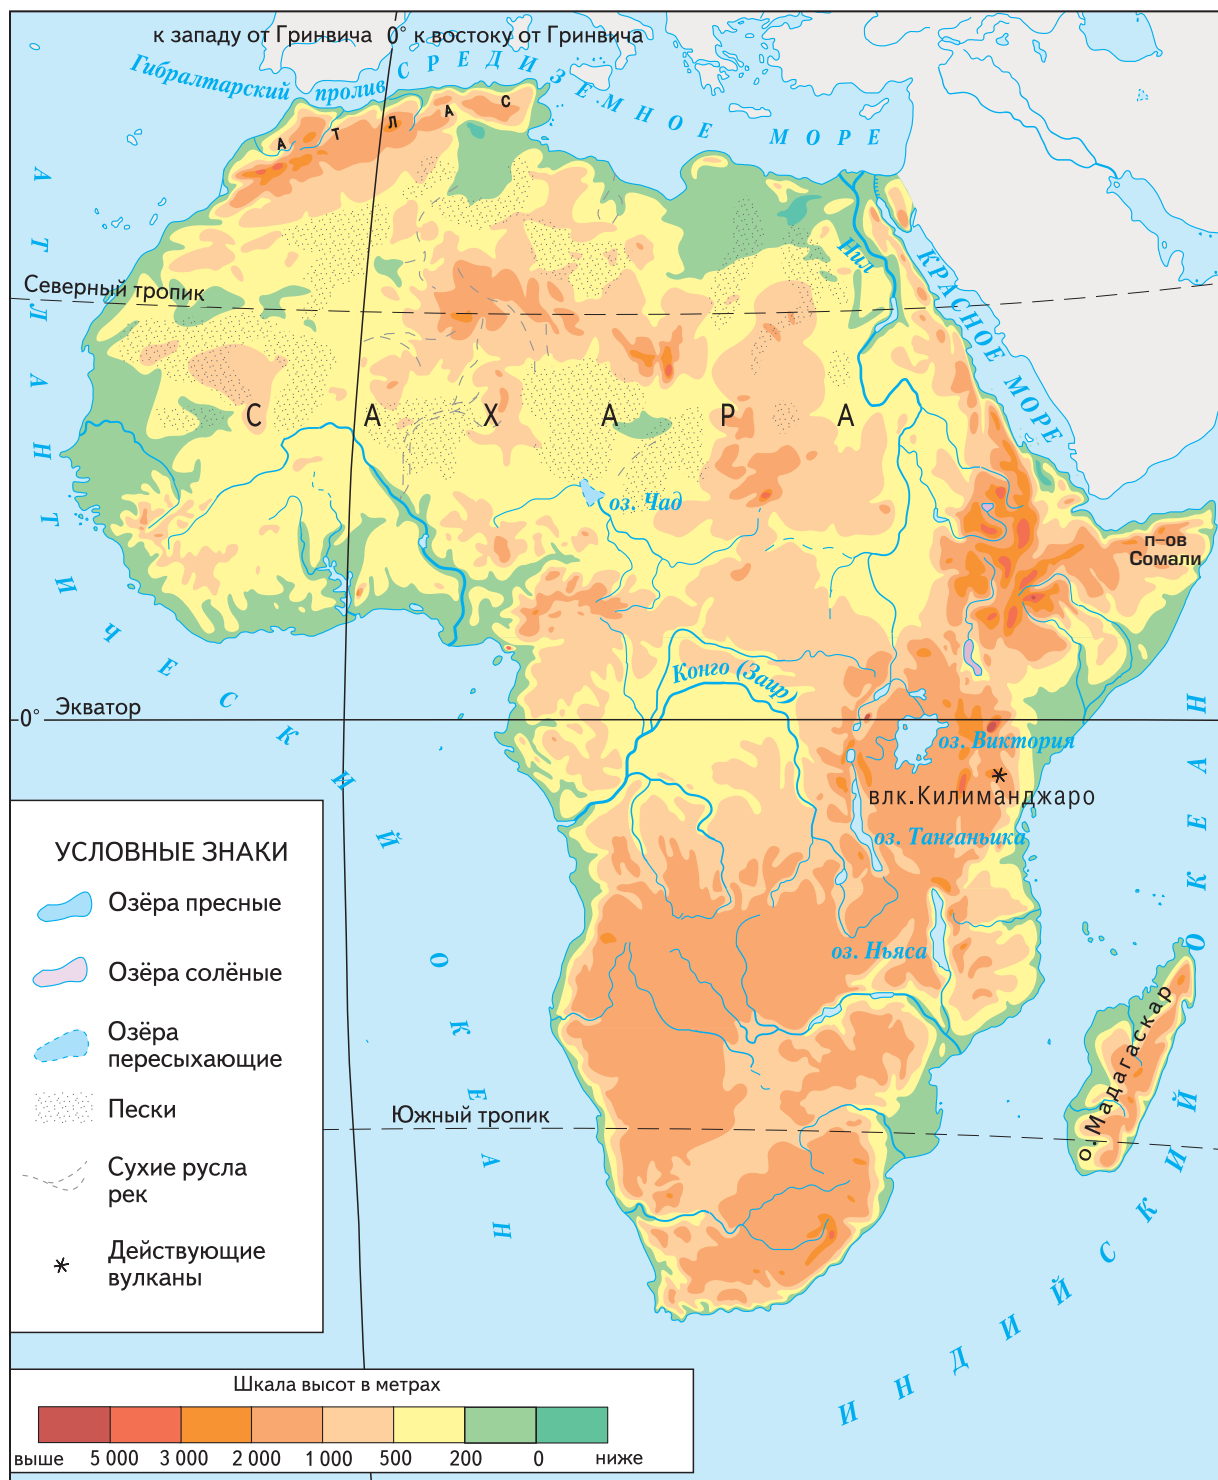 к западу от Гринвича 0° к востоку от Гринвича
Гибралтарский пролив
СРЕДИЗЕМНОЕ МОРЕ
АТЛАС
АТЛАНТИЧЕСКИЙ ОКЕАН
Нил
КРАСНОЕ МОРЕ
Северный тропик
САХАРА
оз. Чад
п-ов
Сомали
Конго (Заир)
0° Экватор
оз. Виктория
влк.Килиманджаро
оз. Танганьика
оз. Ньяса
о. Мадагаскар
ИНДИЙСКИЙ ОКЕАН
Южный тропик
УСЛОВНЫЕ ЗНАКИ
Озёра пресные
Озёра солёные
Озёра
пересыхающие
Пески
Сухие русла
рек
Действующие
вулканы
Шкала высот в метрах
выше 5 000 3 000 2 000 1 000 500 200 0 ниже